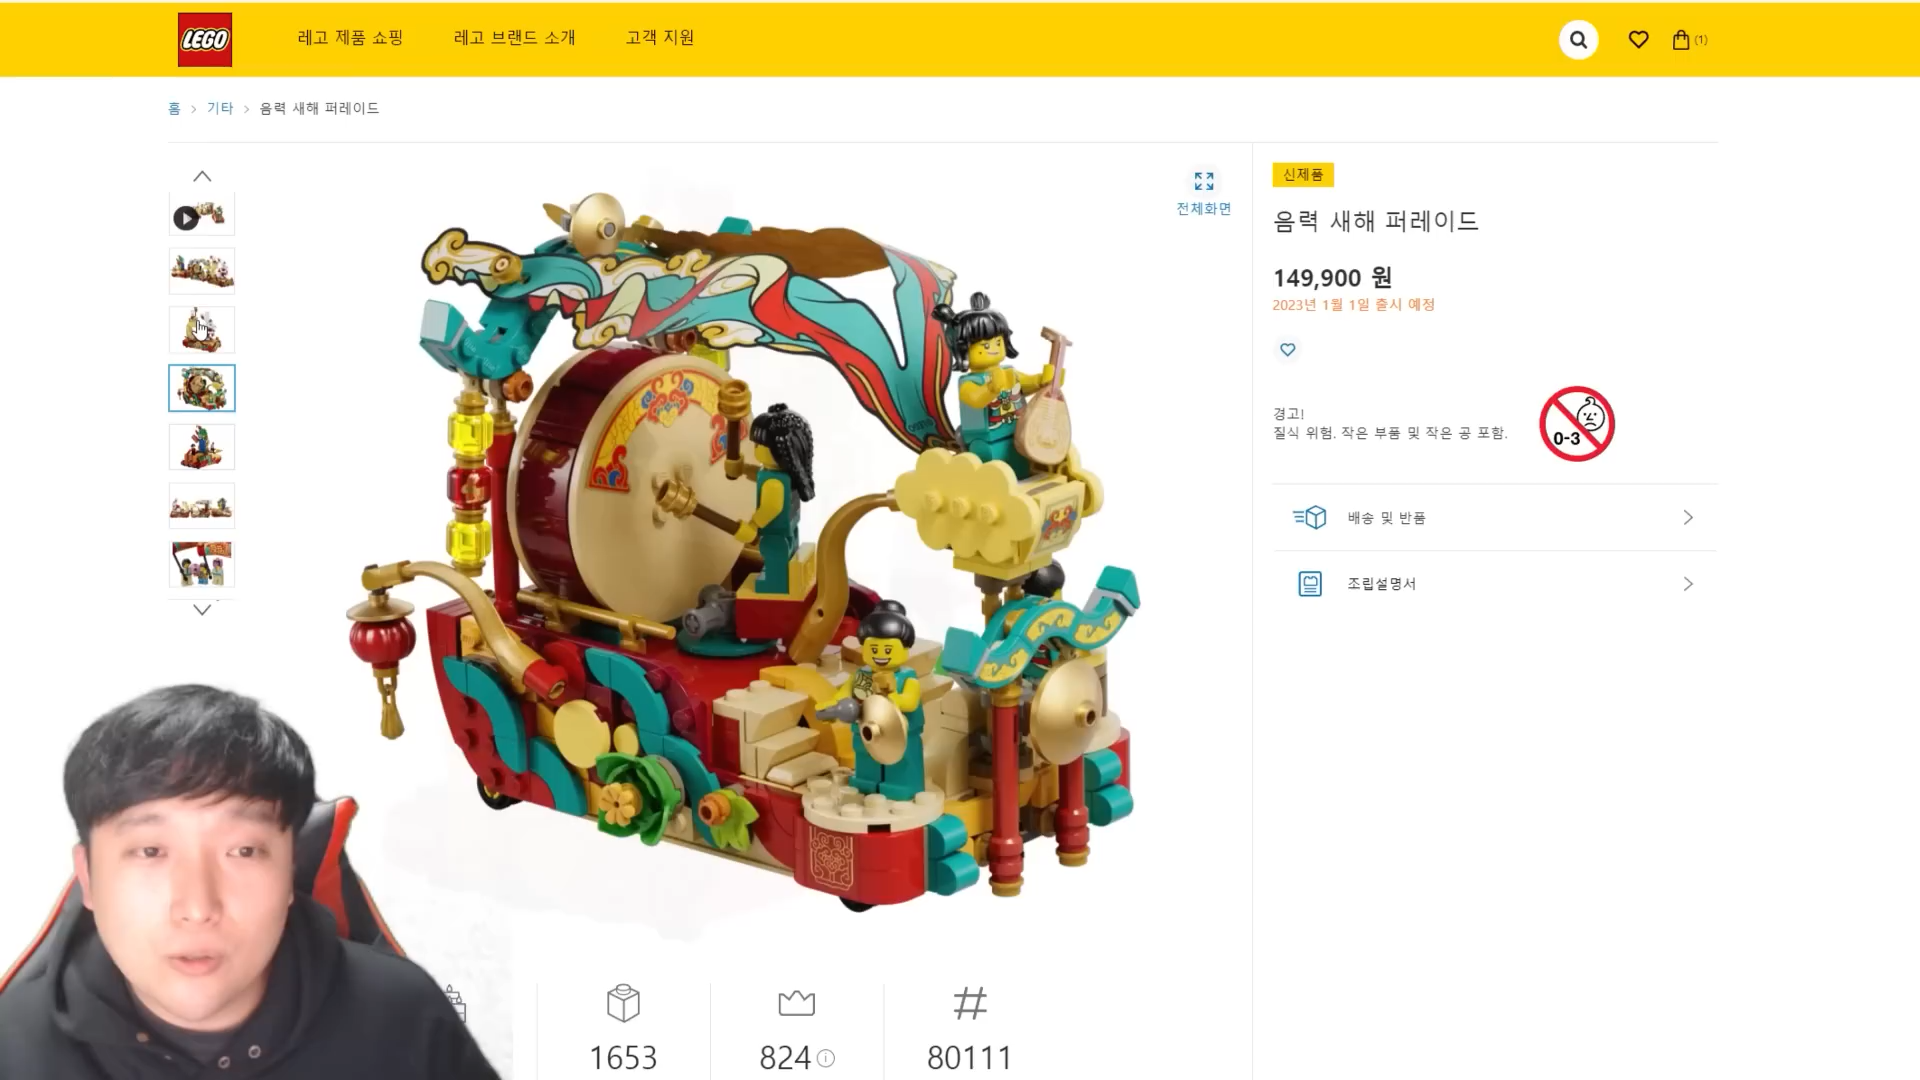 LEGO
레고 제품 쇼핑
레고 브랜드 소개
고객 지원
(1)
홈 > 기타 > 음력 새해 퍼레이드
전체화면
신제품
음력 새해 퍼레이드
149,900 원
2023년 1월 1일 출시 예정
경고!
질식 위험. 작은 부품 및 작은 공 포함.
0-3
배송 및 반품
조립설명서
1653
824
80111